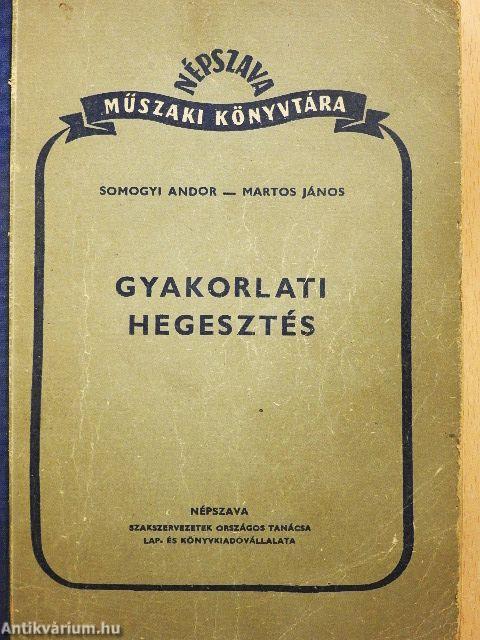 NÉPSZAVA
MŰSZAKI KÖNYVTÁRA
SOMOGYI ANDOR — MARTOS JÁNOS
GYAKORLATI
HEGESZTÉS
NÉPSZAVA
SZAKSZERVEZETEK ORSZÁGOS TANÁCSA
LAP- ÉS KÖNYVKIADÓVÁLLALATA
Antikvárium.hu